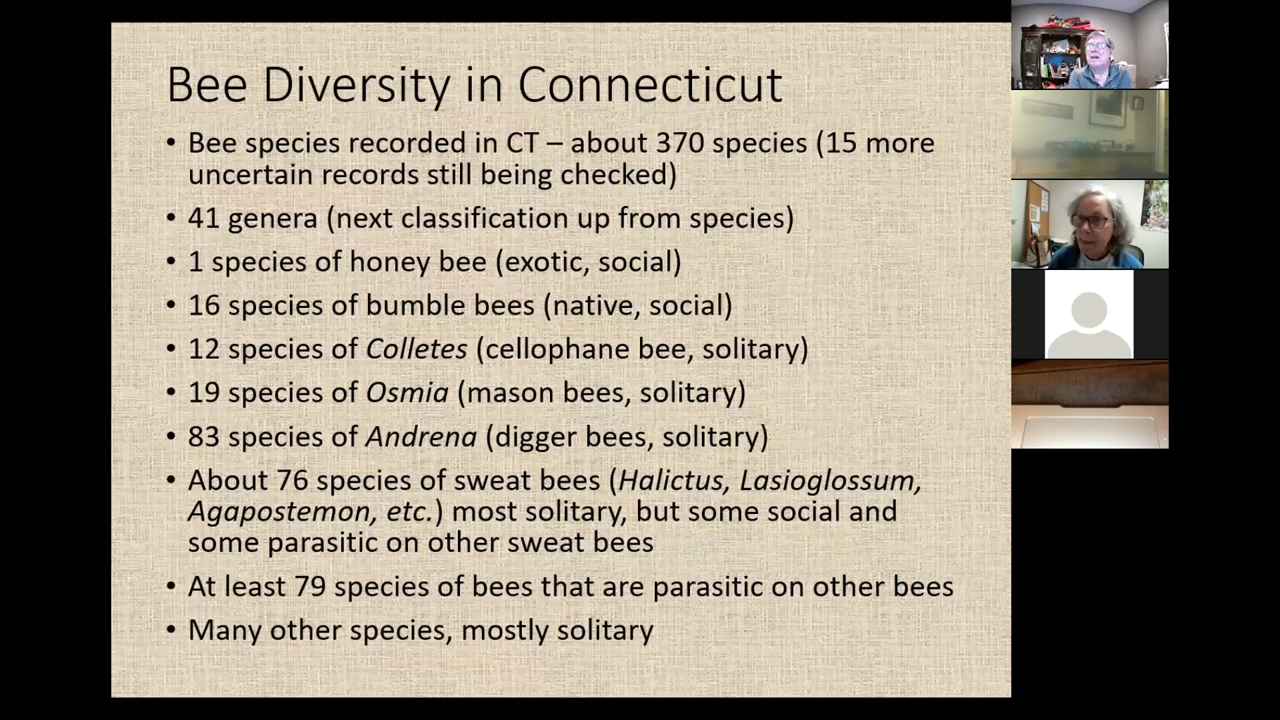 Bee Diversity in Connecticut
• Bee species recorded in CT – about 370 species (15 more
uncertain records still being checked)
• 41 genera (next classification up from species)
• 1 species of honey bee (exotic, social)
• 16 species of bumble bees (native, social)
• 12 species of Colletes (cellophane bee, solitary)
• 19 species of Osmia (mason bees, solitary)
• 83 species of Andrena (digger bees, solitary)
• About 76 species of sweat bees (Halictus, Lasioglossum,
Agapostemon, etc.) most solitary, but some social and
some parasitic on other sweat bees
• At least 79 species of bees that are parasitic on other bees
• Many other species, mostly solitary